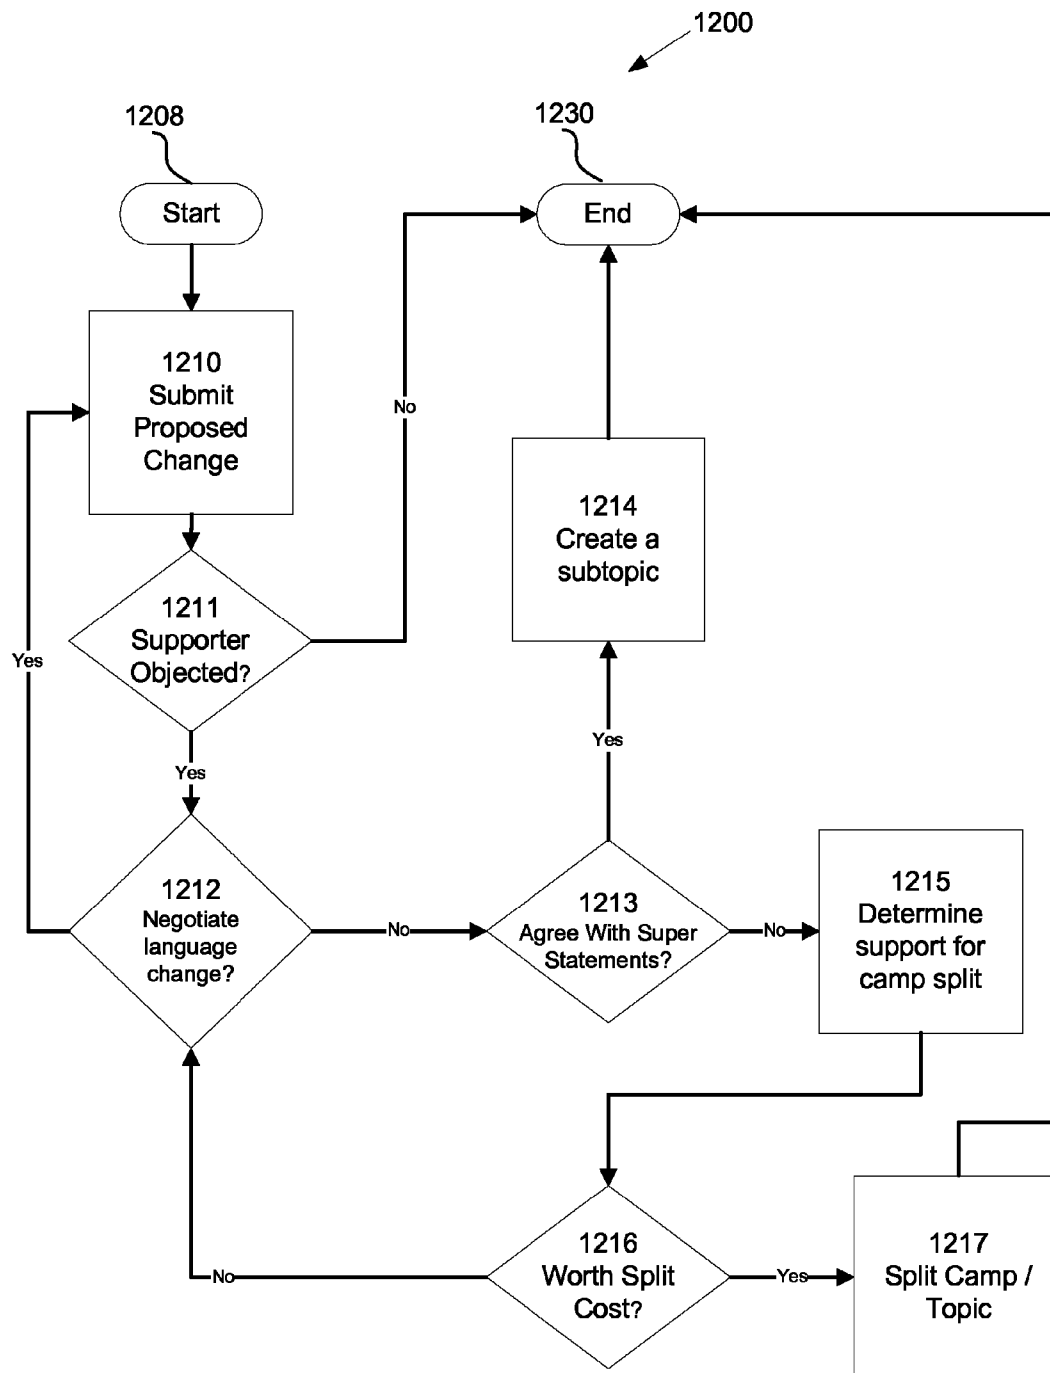 1200
1208
1230
Start
End
1210
Submit
Proposed
Change
No
1214
Create a
subtopic
1211
Supporter
Objected?
Yes
Yes
Yes
1212
Negotiate
language
change?
No
1213
Agree With Super
Statements?
No
1215
Determine
support for
camp split
1216
Worth Split
Cost?
No
Yes
1217
Split Camp /
Topic